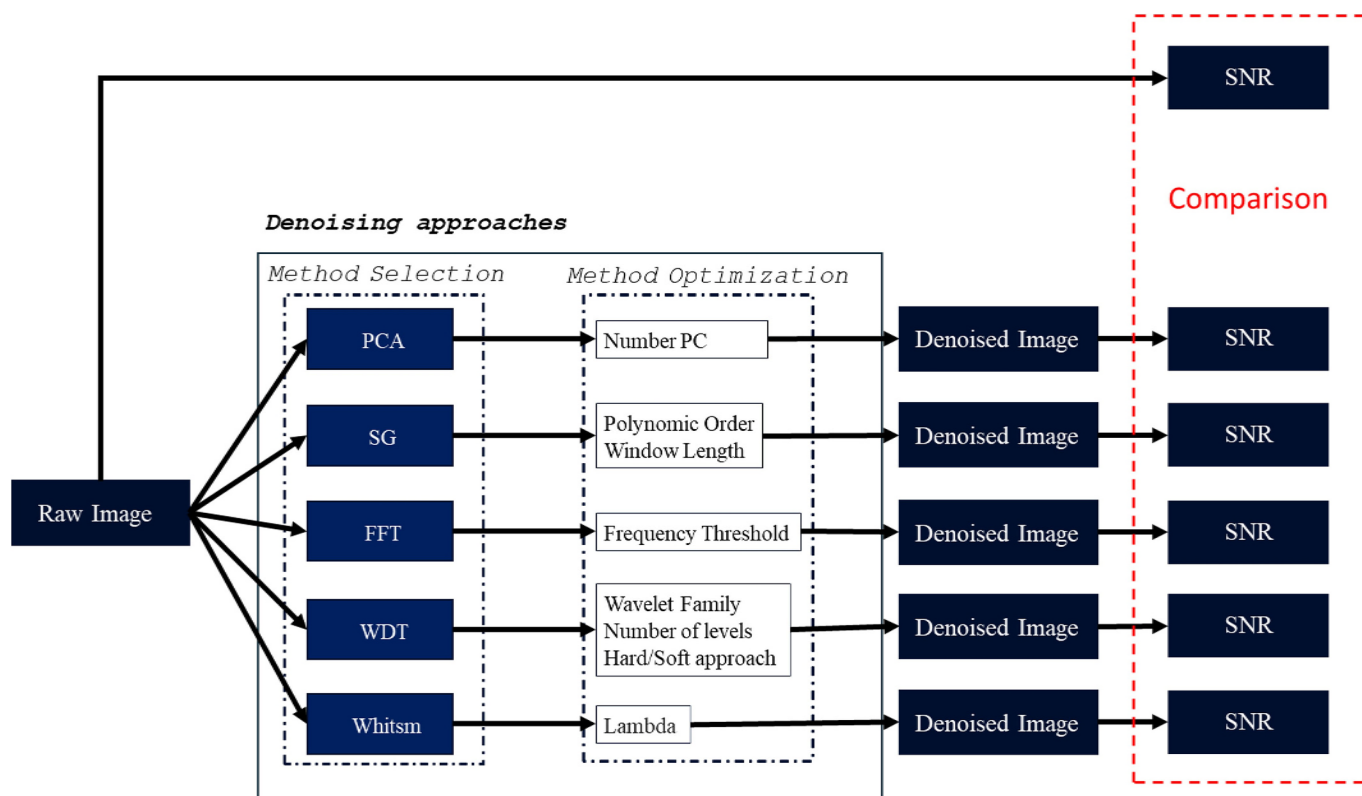 SNR
Comparison
Denoising approaches
Method Selection
Method Optimization
PCA
Number PC
Denoised Image
SNR
SG
Polynomic Order
Window Length
Denoised Image
SNR
Raw Image
FFT
Frequency Threshold
Denoised Image
SNR
WDT
Wavelet Family
Number of levels
Hard/Soft approach
Denoised Image
SNR
Whitsm
Lambda
Denoised Image
SNR